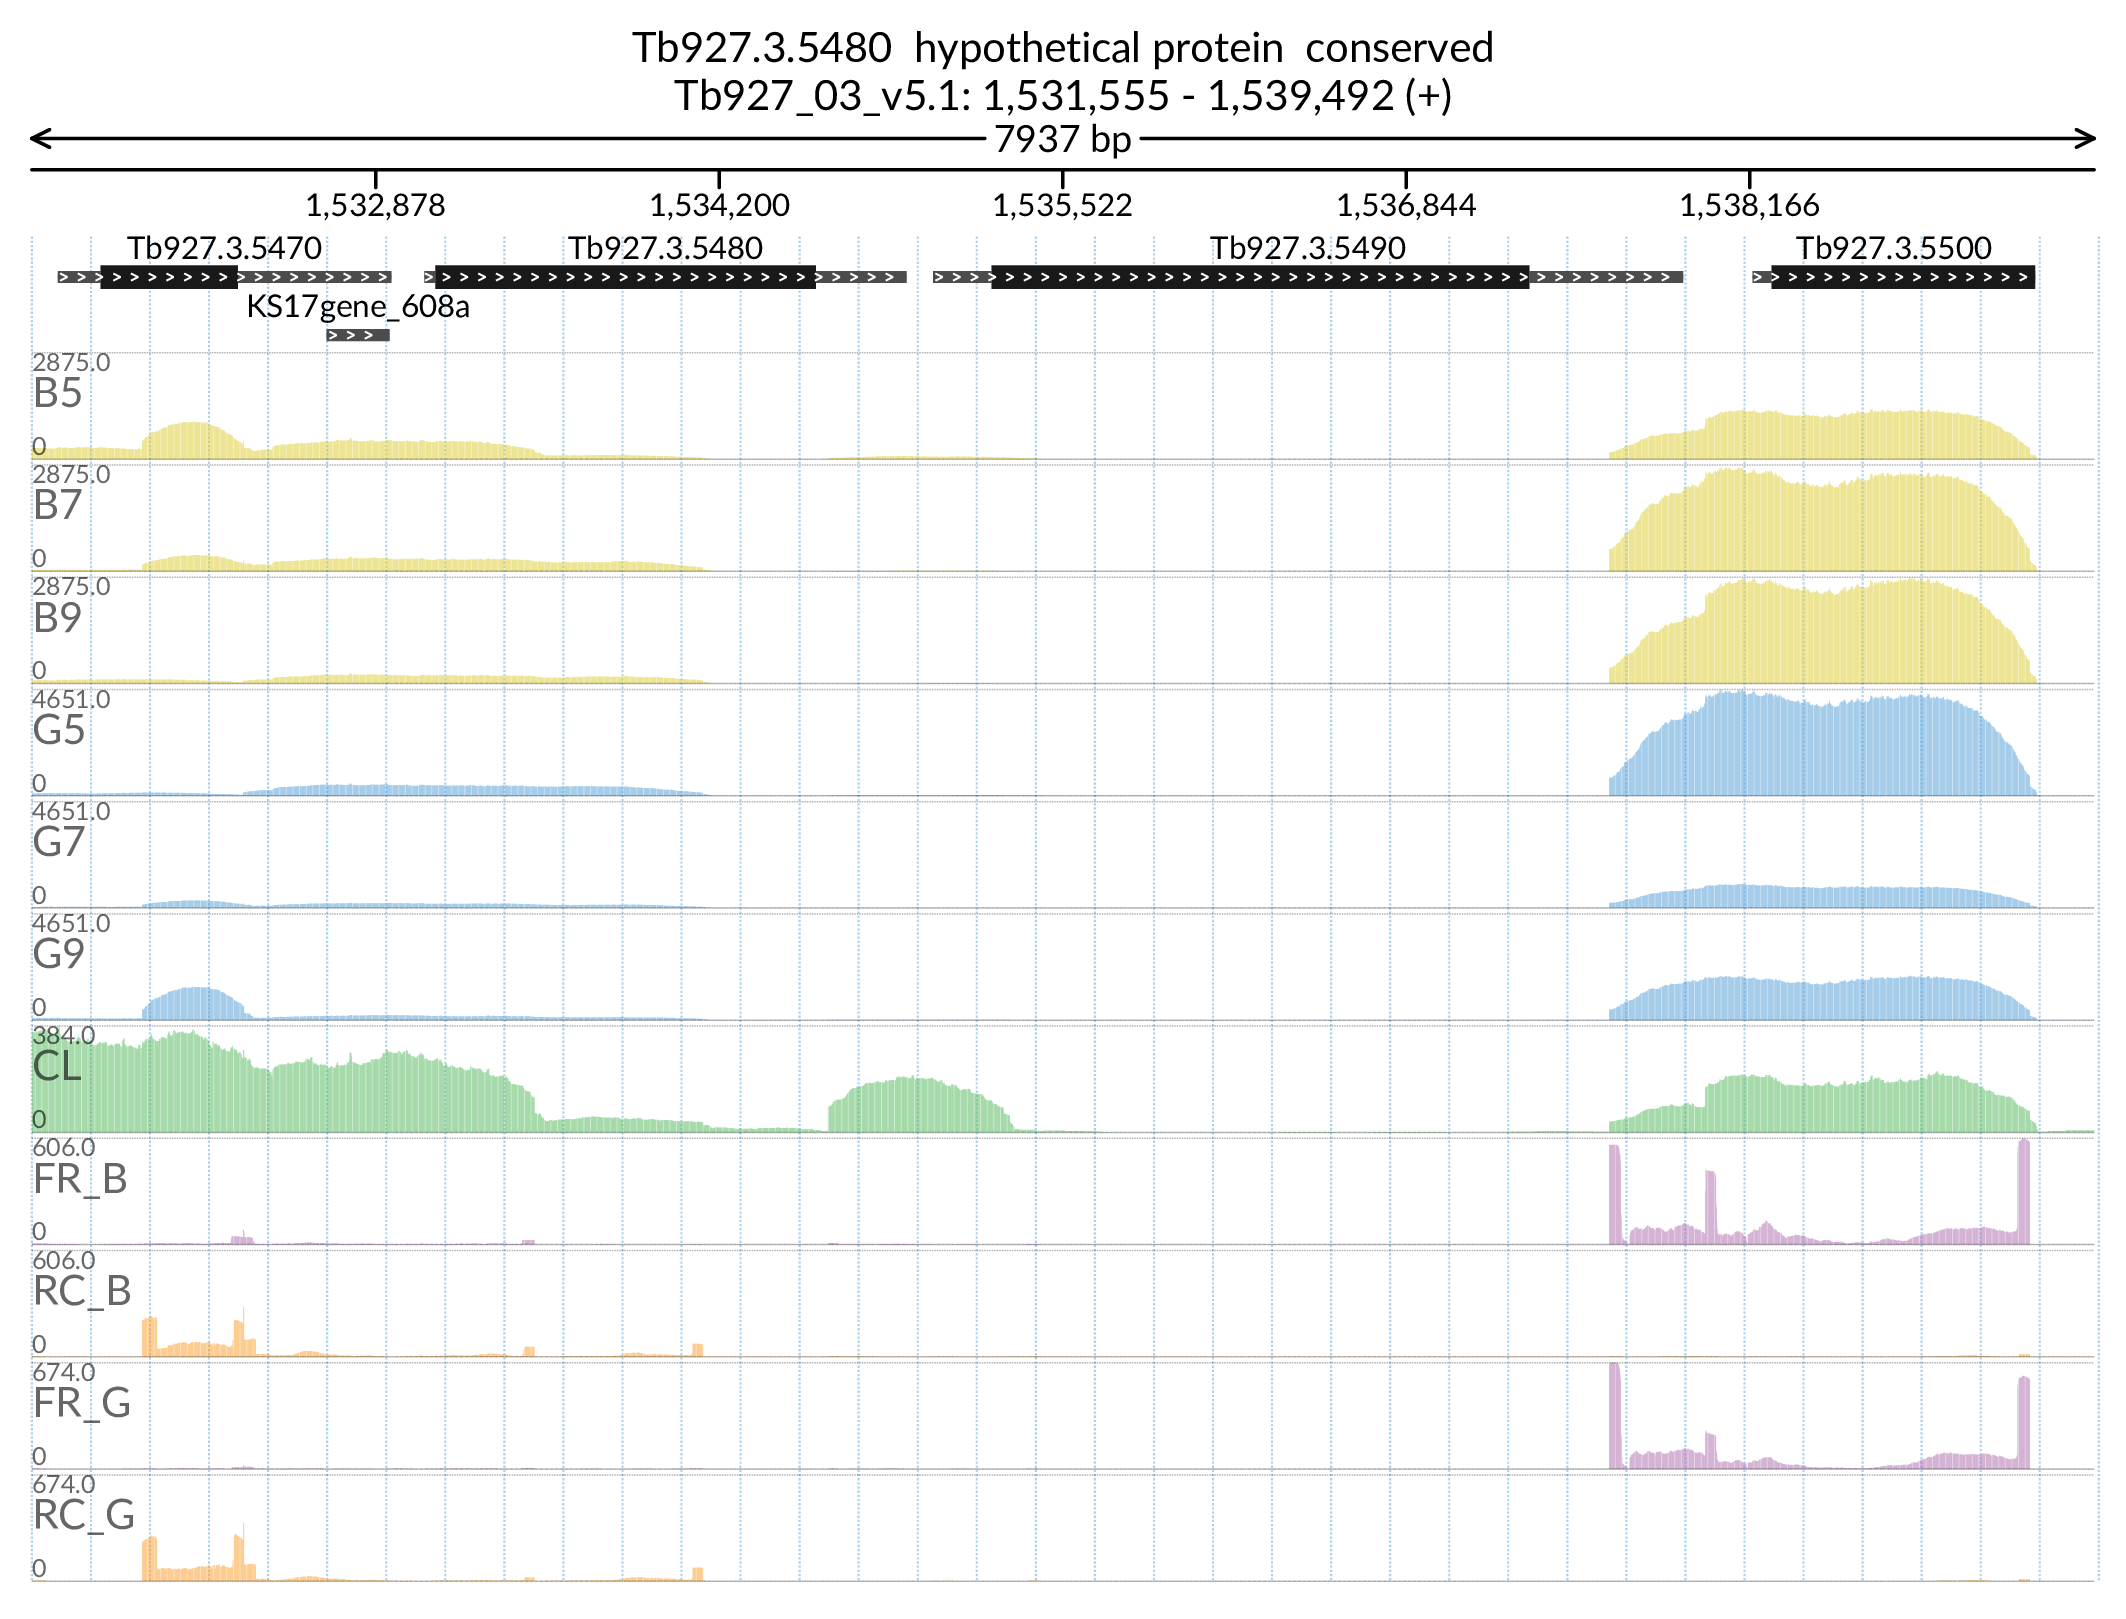 Tb927.3.5480  hypothetical protein  conserved
Tb927_03_v5.1: 1,531,555 - 1,539,492 (+)
7937 bp
1,532,878 1,534,200 1,535,522 1,536,844 1,538,166
Tb927.3.5470 Tb927.3.5480 Tb927.3.5490 Tb927.3.5500
KS17gene_608a
2875.0
B5
0
2875.0
B7
0
2875.0
B9
0
4651.0
G5
0
4651.0
G7
0
4651.0
G9
0
384.0
CL
0
606.0
FR_B
0
606.0
RC_B
0
674.0
FR_G
0
674.0
RC_G
0